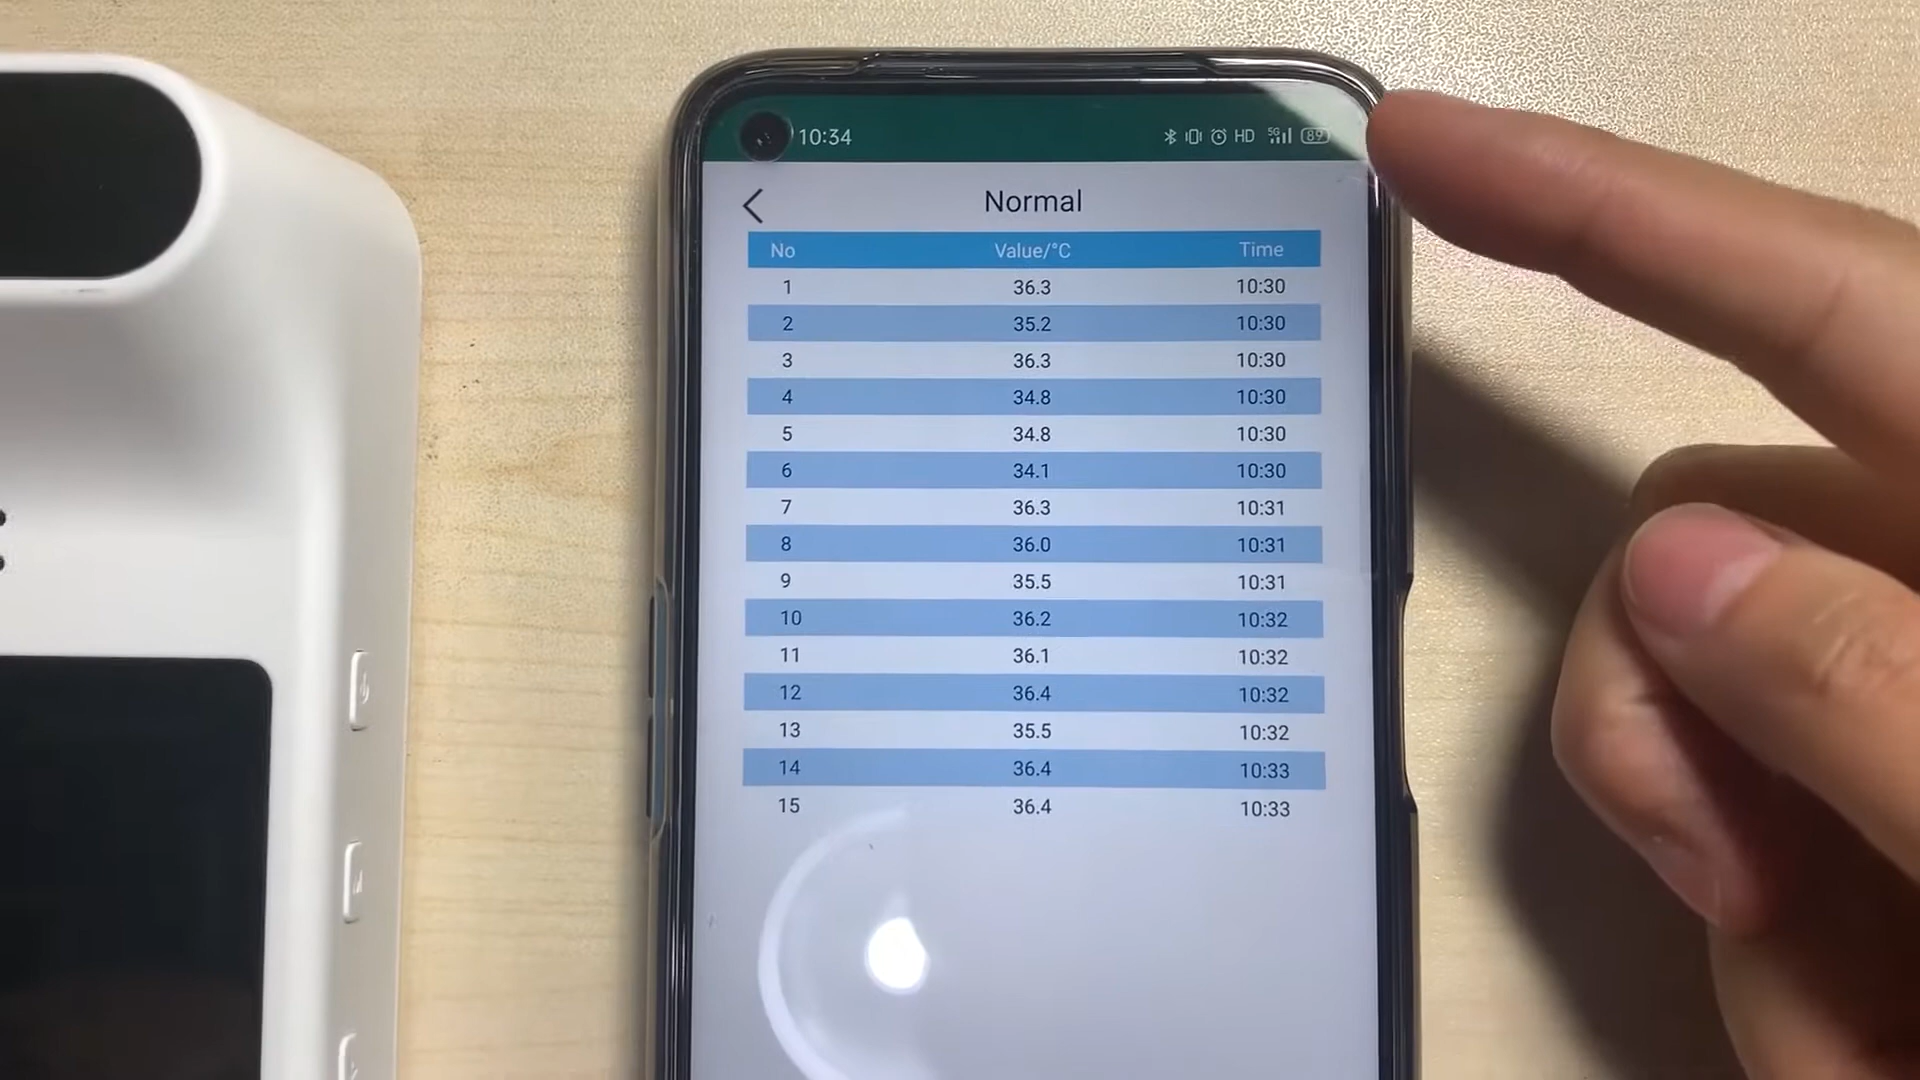 10:34 HD 5G 89
Normal
No Value/°C Time
1 36.3 10:30
2 35.2 10:30
3 36.3 10:30
4 34.8 10:30
5 34.8 10:30
6 34.1 10:30
7 36.3 10:31
8 36.0 10:31
9 35.5 10:31
10 36.2 10:32
11 36.1 10:32
12 36.4 10:32
13 35.5 10:32
14 36.4 10:33
15 36.4 10:33